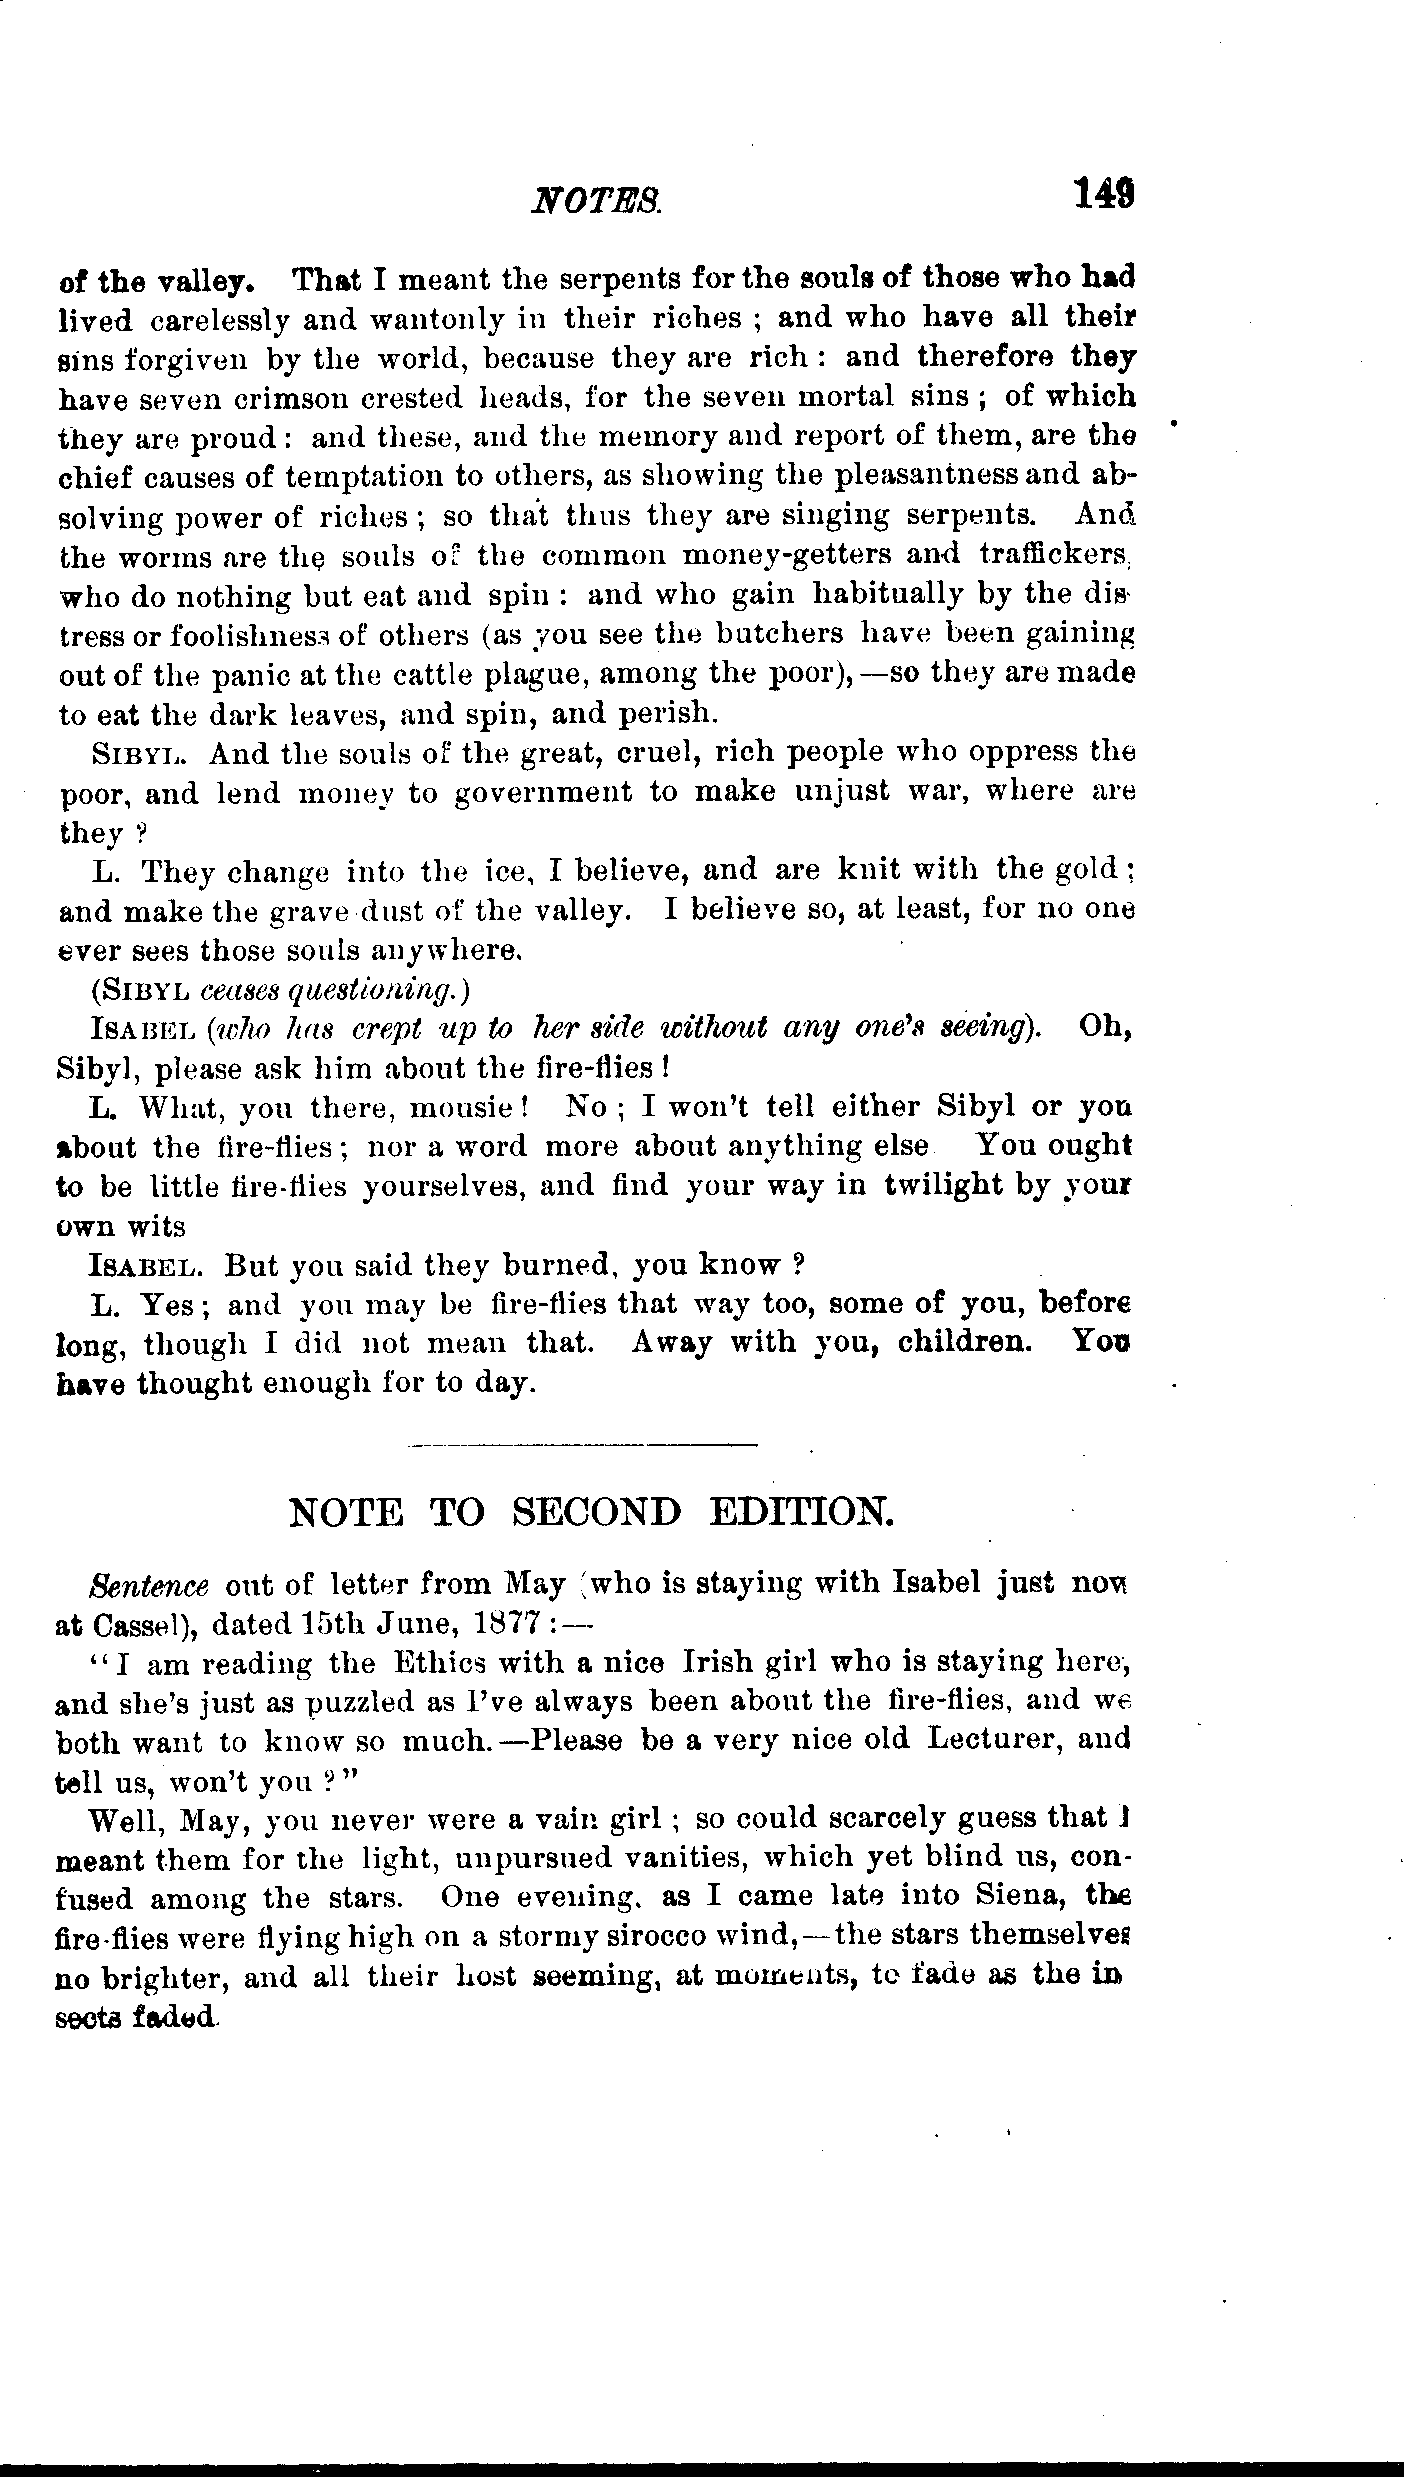 NOTES. 149
of the valley. That I meant the serpents for the souls of those who had
lived carelessly and wantonly in their riches ; and who have all their
sins forgiven by the world, because they are rich : and therefore they
have seven crimson crested heads, for the seven mortal sins ; of which
they are proud : and these, and the memory and report of them, are the
chief causes of temptation to others, as showing the pleasantness and ab-
solving power of riches ; so that thus they are singing serpents. And
the worms are the souls of the common money-getters and traffickers,
who do nothing but eat and spin : and who gain habitually by the dis-
tress or foolishness of others (as you see the butchers have been gaining
out of the panic at the cattle plague, among the poor),—so they are made
to eat the dark leaves, and spin, and perish.
SIBYL. And the souls of the great, cruel, rich people who oppress the
poor, and lend money to government to make unjust war, where are
they ?
L. They change into the ice, I believe, and are knit with the gold ;
and make the grave dust of the valley. I believe so, at least, for no one
ever sees those souls anywhere.
(SIBYL ceases questioning.)
ISABEL (who has crept up to her side without any one's seeing). Oh,
Sibyl, please ask him about the fire-flies !
L. What, you there, mousie ! No ; I won't tell either Sibyl or you
about the fire-flies ; nor a word more about anything else You ought
to be little fire-flies yourselves, and find your way in twilight by your
own wits
ISABEL. But you said they burned, you know ?
L. Yes ; and you may be fire-flies that way too, some of you, before
long, though I did not mean that. Away with you, children. You
have thought enough for to day.
NOTE TO SECOND EDITION.
Sentence out of letter from May (who is staying with Isabel just now
at Cassel), dated 15th June, 1877 :—
“I am reading the Ethics with a nice Irish girl who is staying here,
and she's just as puzzled as I've always been about the fire-flies, and we
both want to know so much.—Please be a very nice old Lecturer, and
tell us, won't you ?”
Well, May, you never were a vain girl ; so could scarcely guess that I
meant them for the light, unpursued vanities, which yet blind us, con-
fused among the stars. One evening, as I came late into Siena, the
fire-flies were flying high on a stormy sirocco wind,—the stars themselves
no brighter, and all their host seeming, at moments, to fade as the in
sects faded.